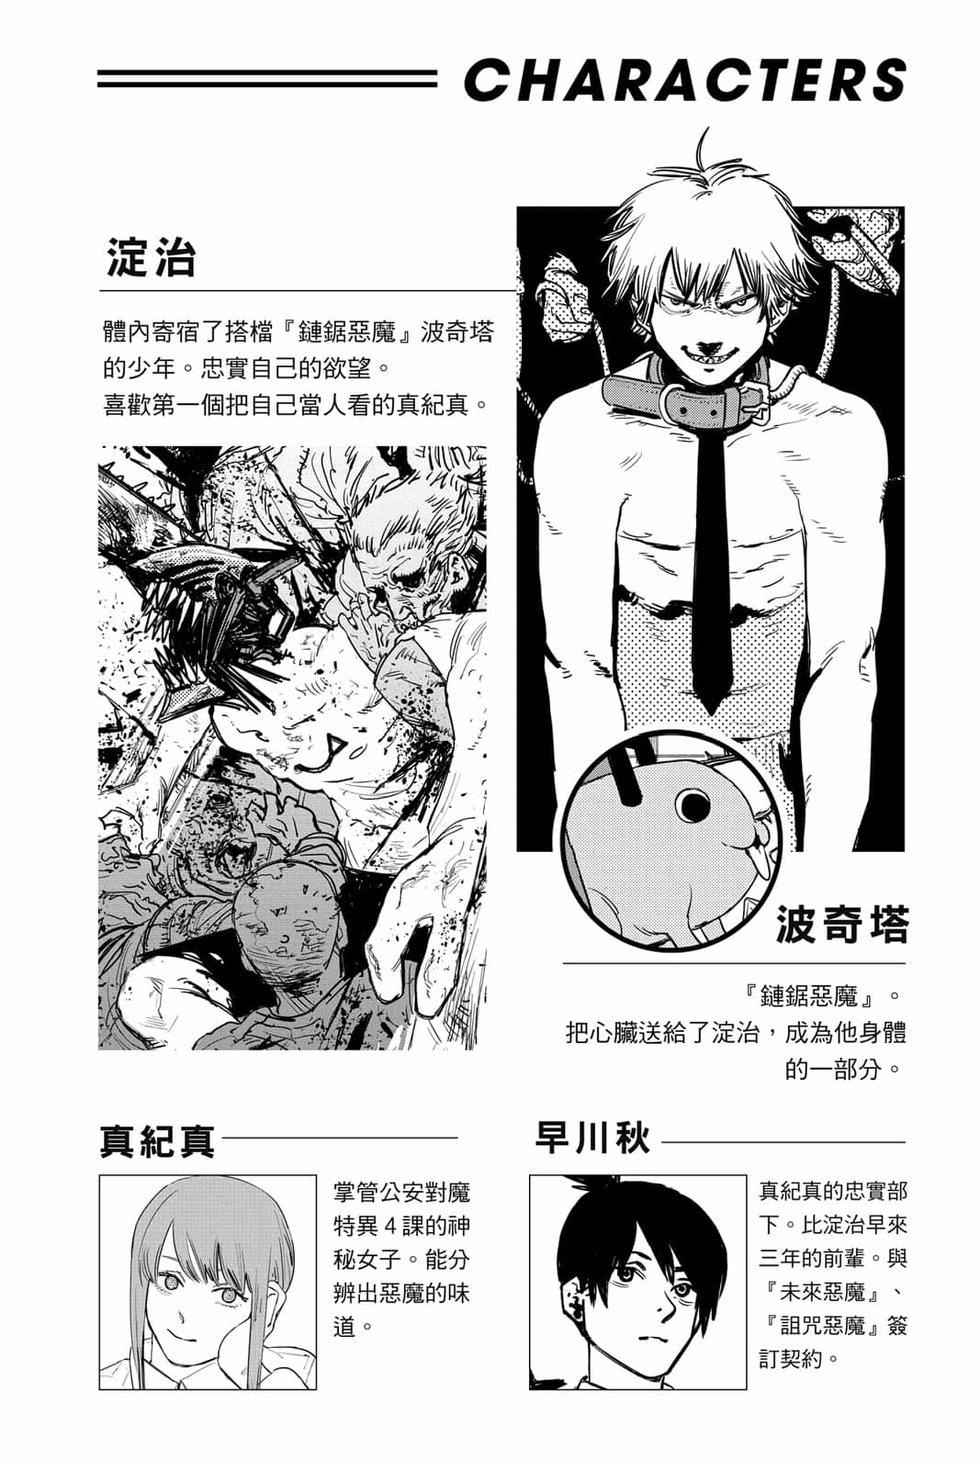 CHARACTERS
淀治
體內寄宿了搭檔『鏈鋸惡魔』波奇塔
的少年。忠實自己的欲望。
喜歡第一個把自己當人看的真紀真。
波奇塔
『鏈鋸惡魔』。
把心臟送給了淀治，成為他身體
的一部分。
真紀真
掌管公安對魔
特異4課的神
秘女子。能分
辨出惡魔的味
道。
早川秋
真紀真的忠實部
下。比淀治早來
三年的前輩。與
『未來惡魔』、
『詛咒惡魔』簽
訂契約。